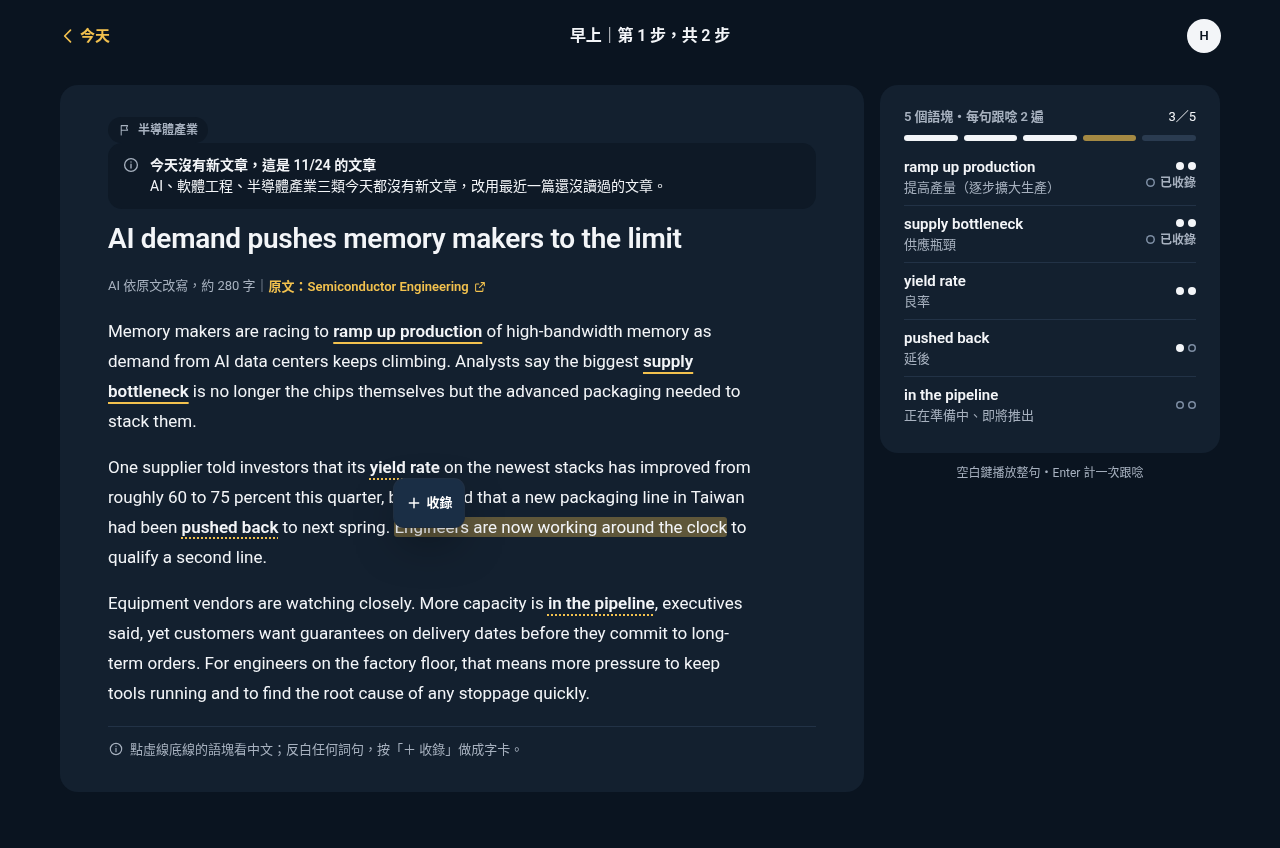 今天
早上｜第 1 步，共 2 步
H
半導體產業
今天沒有新文章，這是 11/24 的文章
AI、軟體工程、半導體產業三類今天都沒有新文章，改用最近一篇還沒讀過的文章。
AI demand pushes memory makers to the limit
AI 依原文改寫，約 280 字｜原文：Semiconductor Engineering
Memory makers are racing to ramp up production of high-bandwidth memory as
demand from AI data centers keeps climbing. Analysts say the biggest supply
bottleneck is no longer the chips themselves but the advanced packaging needed to
stack them.
One supplier told investors that its yield rate on the newest stacks has improved from
roughly 60 to 75 percent this quarter, b d that a new packaging line in Taiwan
＋ 收錄
had been pushed back to next spring. Engineers are now working around the clock to
qualify a second line.
Equipment vendors are watching closely. More capacity is in the pipeline, executives
said, yet customers want guarantees on delivery dates before they commit to long-
term orders. For engineers on the factory floor, that means more pressure to keep
tools running and to find the root cause of any stoppage quickly.
點虛線底線的語塊看中文；反白任何詞句，按「＋ 收錄」做成字卡。
5 個語塊・每句跟唸 2 遍
3／5
ramp up production
提高產量（逐步擴大生產）
已收錄
supply bottleneck
供應瓶頸
已收錄
yield rate
良率
pushed back
延後
in the pipeline
正在準備中、即將推出
空白鍵播放整句・Enter 計一次跟唸